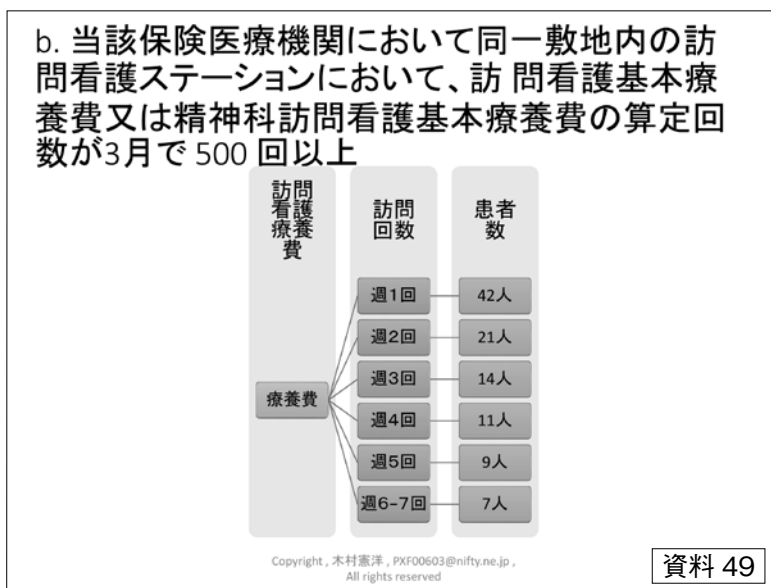 b. 当該保険医療機関において同一敷地内の訪
問看護ステーションにおいて、訪 問看護基本療
養費又は精神科訪問看護基本療養費の算定回
数が3月で 500 回以上
訪問
看護
療養
費
訪問
回数
患者
数
療養費
週1回
42人
週2回
21人
週3回
14人
週4回
11人
週5回
9人
週6-7回
7人
Copyright , 木村憲洋 , PXF00603@nifty.ne.jp ,
All rights reserved
資料 49